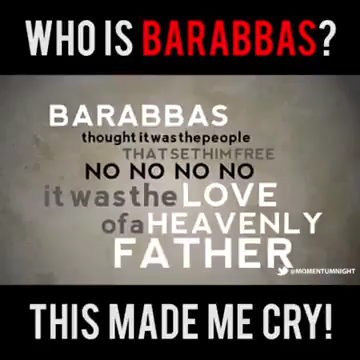 WHO IS BARABBAS?
BARABBAS
thought it was the people
THAT SET HIM FREE
NO NO NO NO
it was the LOVE
of a HEAVENLY
FATHER
@MOMENTUMNIGHT
THIS MADE ME CRY!